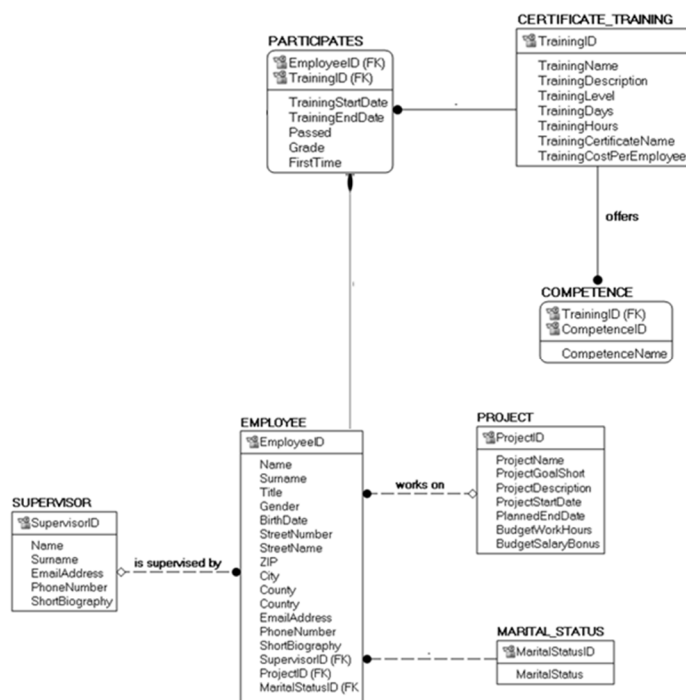 CERTIFICATE_TRAINING
TrainingID
TrainingName
TrainingDescription
TrainingLevel
TrainingDays
TrainingHours
TrainingCertificateName
TrainingCostPerEmployee
PARTICIPATES
EmployeeID (FK)
TrainingID (FK)
TrainingStartDate
TrainingEndDate
Passed
Grade
FirstTime
offers
COMPETENCE
TrainingID (FK)
CompetenceID
CompetenceName
EMPLOYEE
EmployeeID
Name
Surname
Title
Gender
BirthDate
StreetNumber
StreetName
ZIP
City
County
Country
EmailAddress
PhoneNumber
ShortBiography
SupervisorID (FK)
ProjectID (FK)
MaritalStatusID (FK
works on
PROJECT
ProjectID
ProjectName
ProjectGoalShort
ProjectDescription
ProjectStartDate
PlannedEndDate
BudgetWorkHours
BudgetSalaryBonus
SUPERVISOR
SupervisorID
Name
Surname
EmailAddress
PhoneNumber
ShortBiography
is supervised by
MARITAL_STATUS
MaritalStatusID
MaritalStatus